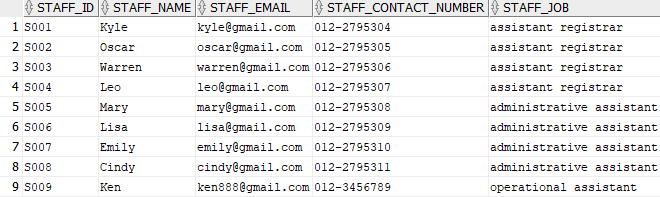 STAFF_ID STAFF_NAME STAFF_EMAIL STAFF_CONTACT_NUMBER STAFF_JOB
1 S001 Kyle kyle@gmail.com 012-2795304 assistant registrar
2 S002 Oscar oscar@gmail.com 012-2795305 assistant registrar
3 S003 Warren warren@gmail.com 012-2795306 assistant registrar
4 S004 Leo leo@gmail.com 012-2795307 assistant registrar
5 S005 Mary mary@gmail.com 012-2795308 administrative assistant
6 S006 Lisa lisa@gmail.com 012-2795309 administrative assistant
7 S007 Emily emily@gmail.com 012-2795310 administrative assistant
8 S008 Cindy cindy@gmail.com 012-2795311 administrative assistant
9 S009 Ken ken888@gmail.com 012-3456789 operational assistant